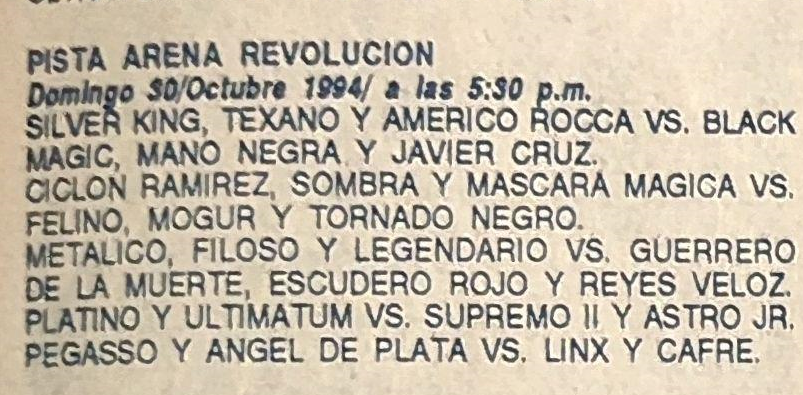 PISTA ARENA REVOLUCION
Domingo 30/Octubre 1994/ a las 5:30 p.m.
SILVER KING, TEXANO Y AMERICO ROCCA VS. BLACK
MAGIC, MANO NEGRA Y JAVIER CRUZ.
CICLON RAMIREZ, SOMBRA Y MASCARA MAGICA VS.
FELINO, MOGUR Y TORNADO NEGRO.
METALICO, FILOSO Y LEGENDARIO VS. GUERRERO
DE LA MUERTE, ESCUDERO ROJO Y REYES VELOZ.
PLATINO Y ULTIMATUM VS. SUPREMO II Y ASTRO JR.
PEGASSO Y ANGEL DE PLATA VS. LINX Y CAFRE.